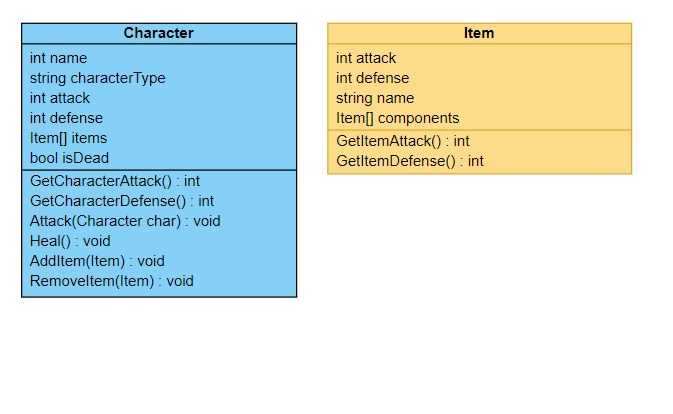 Character
int name
string characterType
int attack
int defense
Item[] items
bool isDead
GetCharacterAttack() : int
GetCharacterDefense() : int
Attack(Character char) : void
Heal() : void
AddItem(Item) : void
RemoveItem(Item) : void
Item
int attack
int defense
string name
Item[] components
GetItemAttack() : int
GetItemDefense() : int